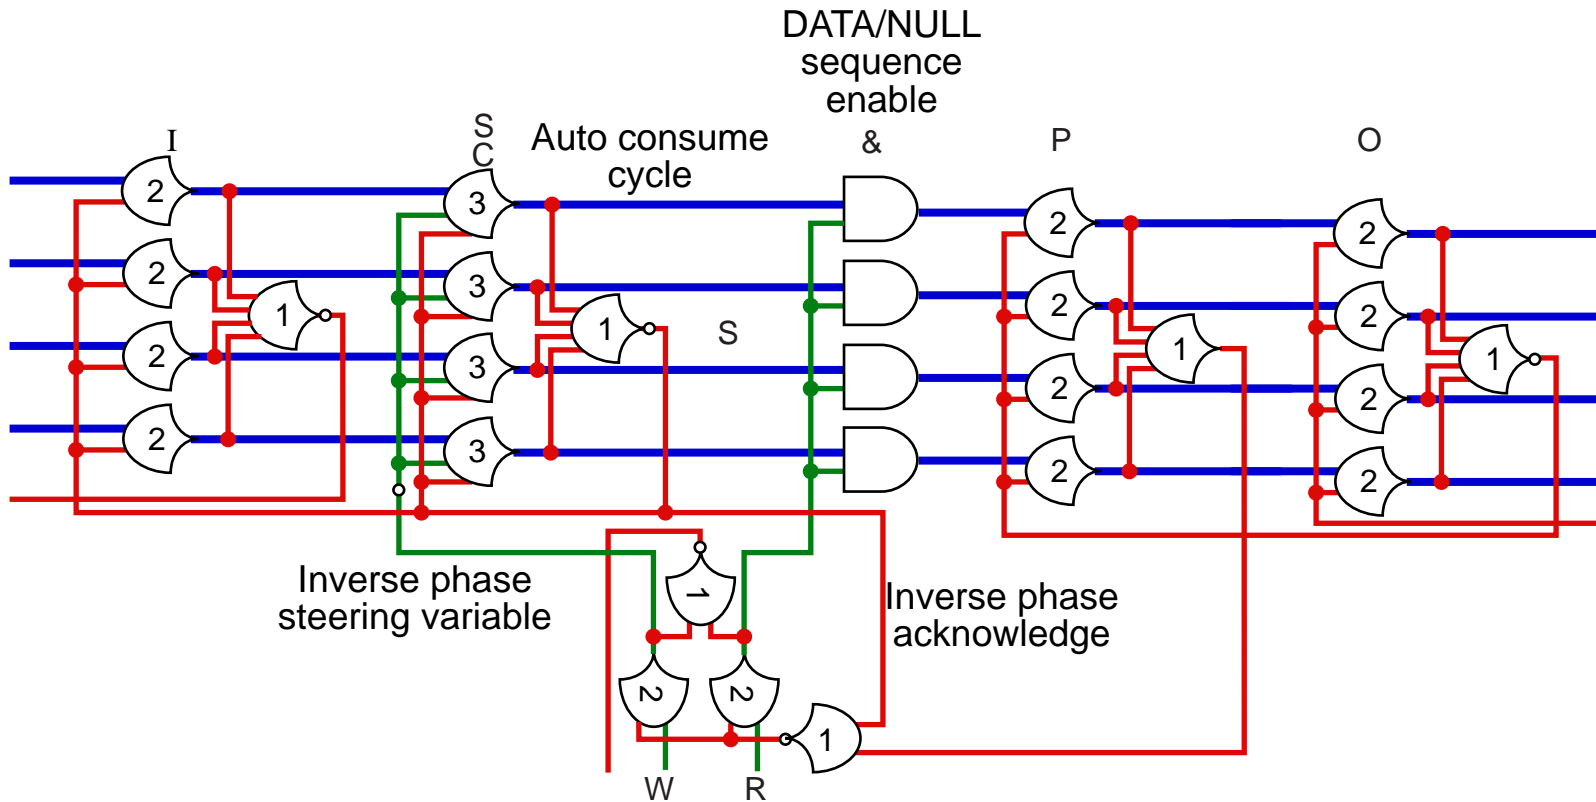 DATA/NULL
sequence
enable
I
S
C
Auto consume
cycle
&
P
O
2
3
2
2
2
3
2
2
1
3
1
S
1
1
2
3
2
2
2
3
2
2
Inverse phase
steering variable
1
Inverse phase
acknowledge
2
2
1
W
R